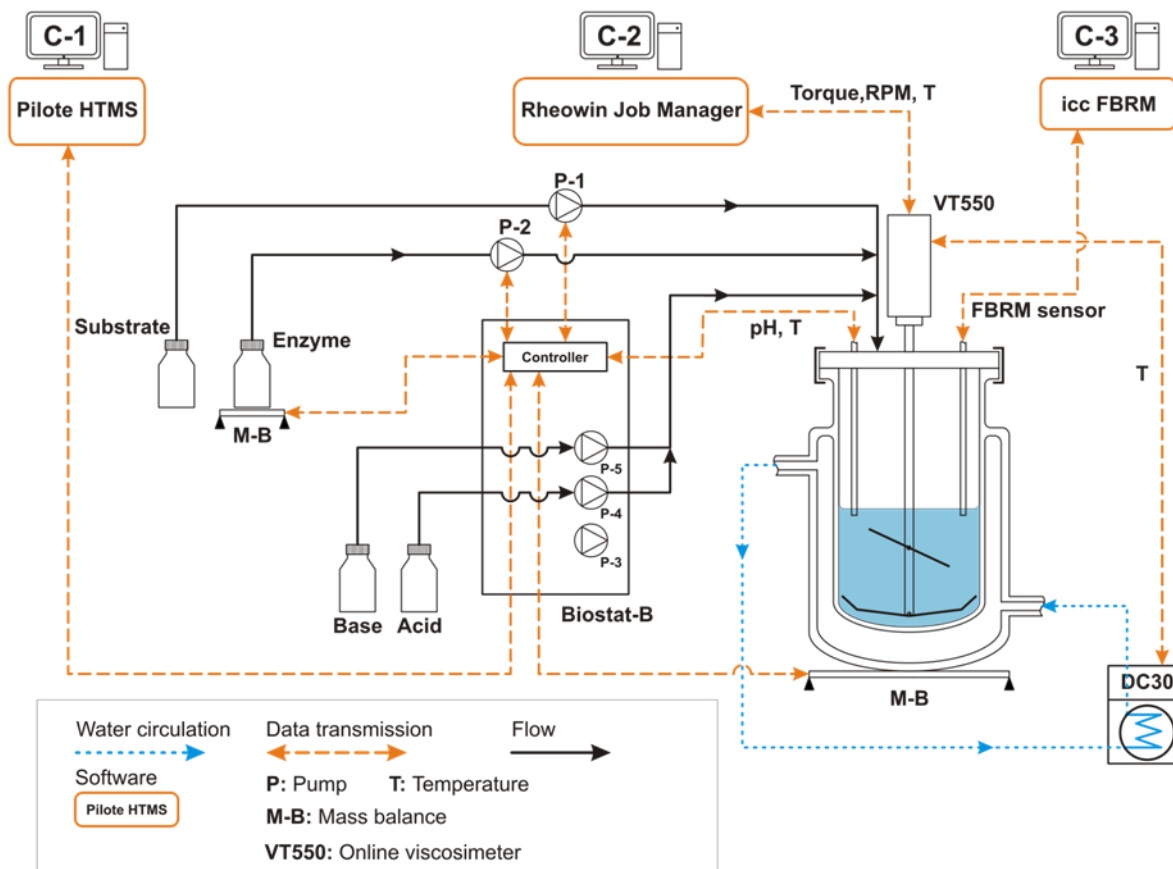 C-1
C-2
C-3
Pilote HTMS
Rheowin Job Manager
icc FBRM
Torque,RPM, T
P-1
P-2
VT550
Substrate
Enzyme
M-B
Controller
pH, T
FBRM sensor
T
P-5
P-4
P-3
Base
Acid
Biostat-B
M-B
DC30
Water circulation
Data transmission
Flow
Software
Pilote HTMS
P: Pump
T: Temperature
M-B: Mass balance
VT550: Online viscosimeter